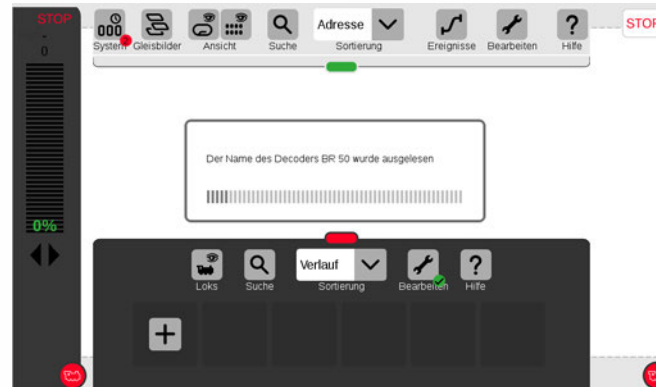 STOP
0
0%
System
Gleisbilder
Ansicht
Suche
Adresse
Sortierung
Ereignisse
Bearbeiten
?
Hilfe
STOP
Der Name des Decoders BR 50 wurde ausgelesen
Loks
Suche
Verlauf
Sortierung
Bearbeiten
?
Hilfe